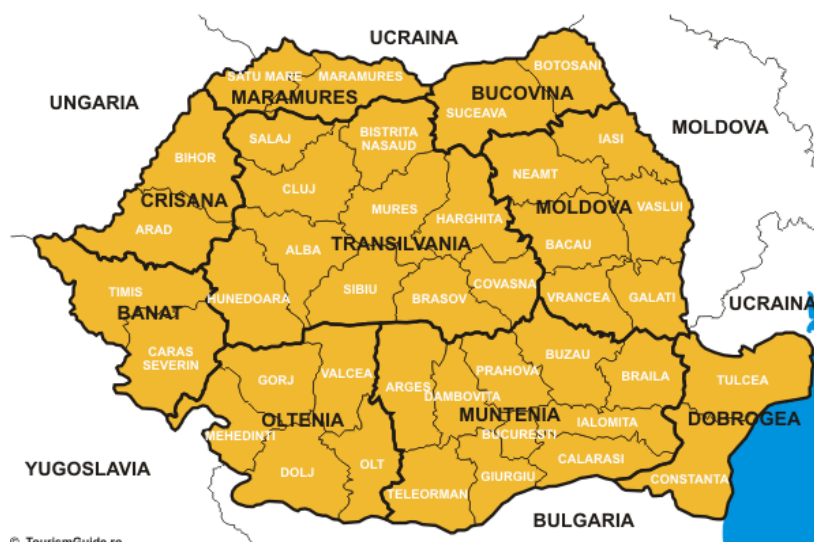 UCRAINA
SATU MARE
MARAMURES
MARAMURES
BOTOSANI
BUCOVINA
SUCEAVA
UNGARIA
MOLDOVA
SALAJ
BISTRITA
NASAUD
IASI
BIHOR
NEAMT
CLUJ
CRISANA
MURES
HARGHITA
MOLDOVA
VASLUI
ARAD
ALBA
TRANSILVANIA
BACAU
TIMIS
HUNEDOARA
SIBIU
BRASOV
COVASNA
VRANCEA
GALATI
UCRAINA
BANAT
CARAS
SEVERIN
GORJ
VALCEA
ARGES
DAMBOVITA
PRAHOVA
BUZAU
BRAILA
TULCEA
OLTENIA
MUNTENIA
IALOMITA
DOBROGEA
MEHEDINTI
BUCURESTI
YUGOSLAVIA
DOLJ
OLT
TELEORMAN
GIURGIU
CALARASI
CONSTANTA
BULGARIA
© TourismGuide.ro